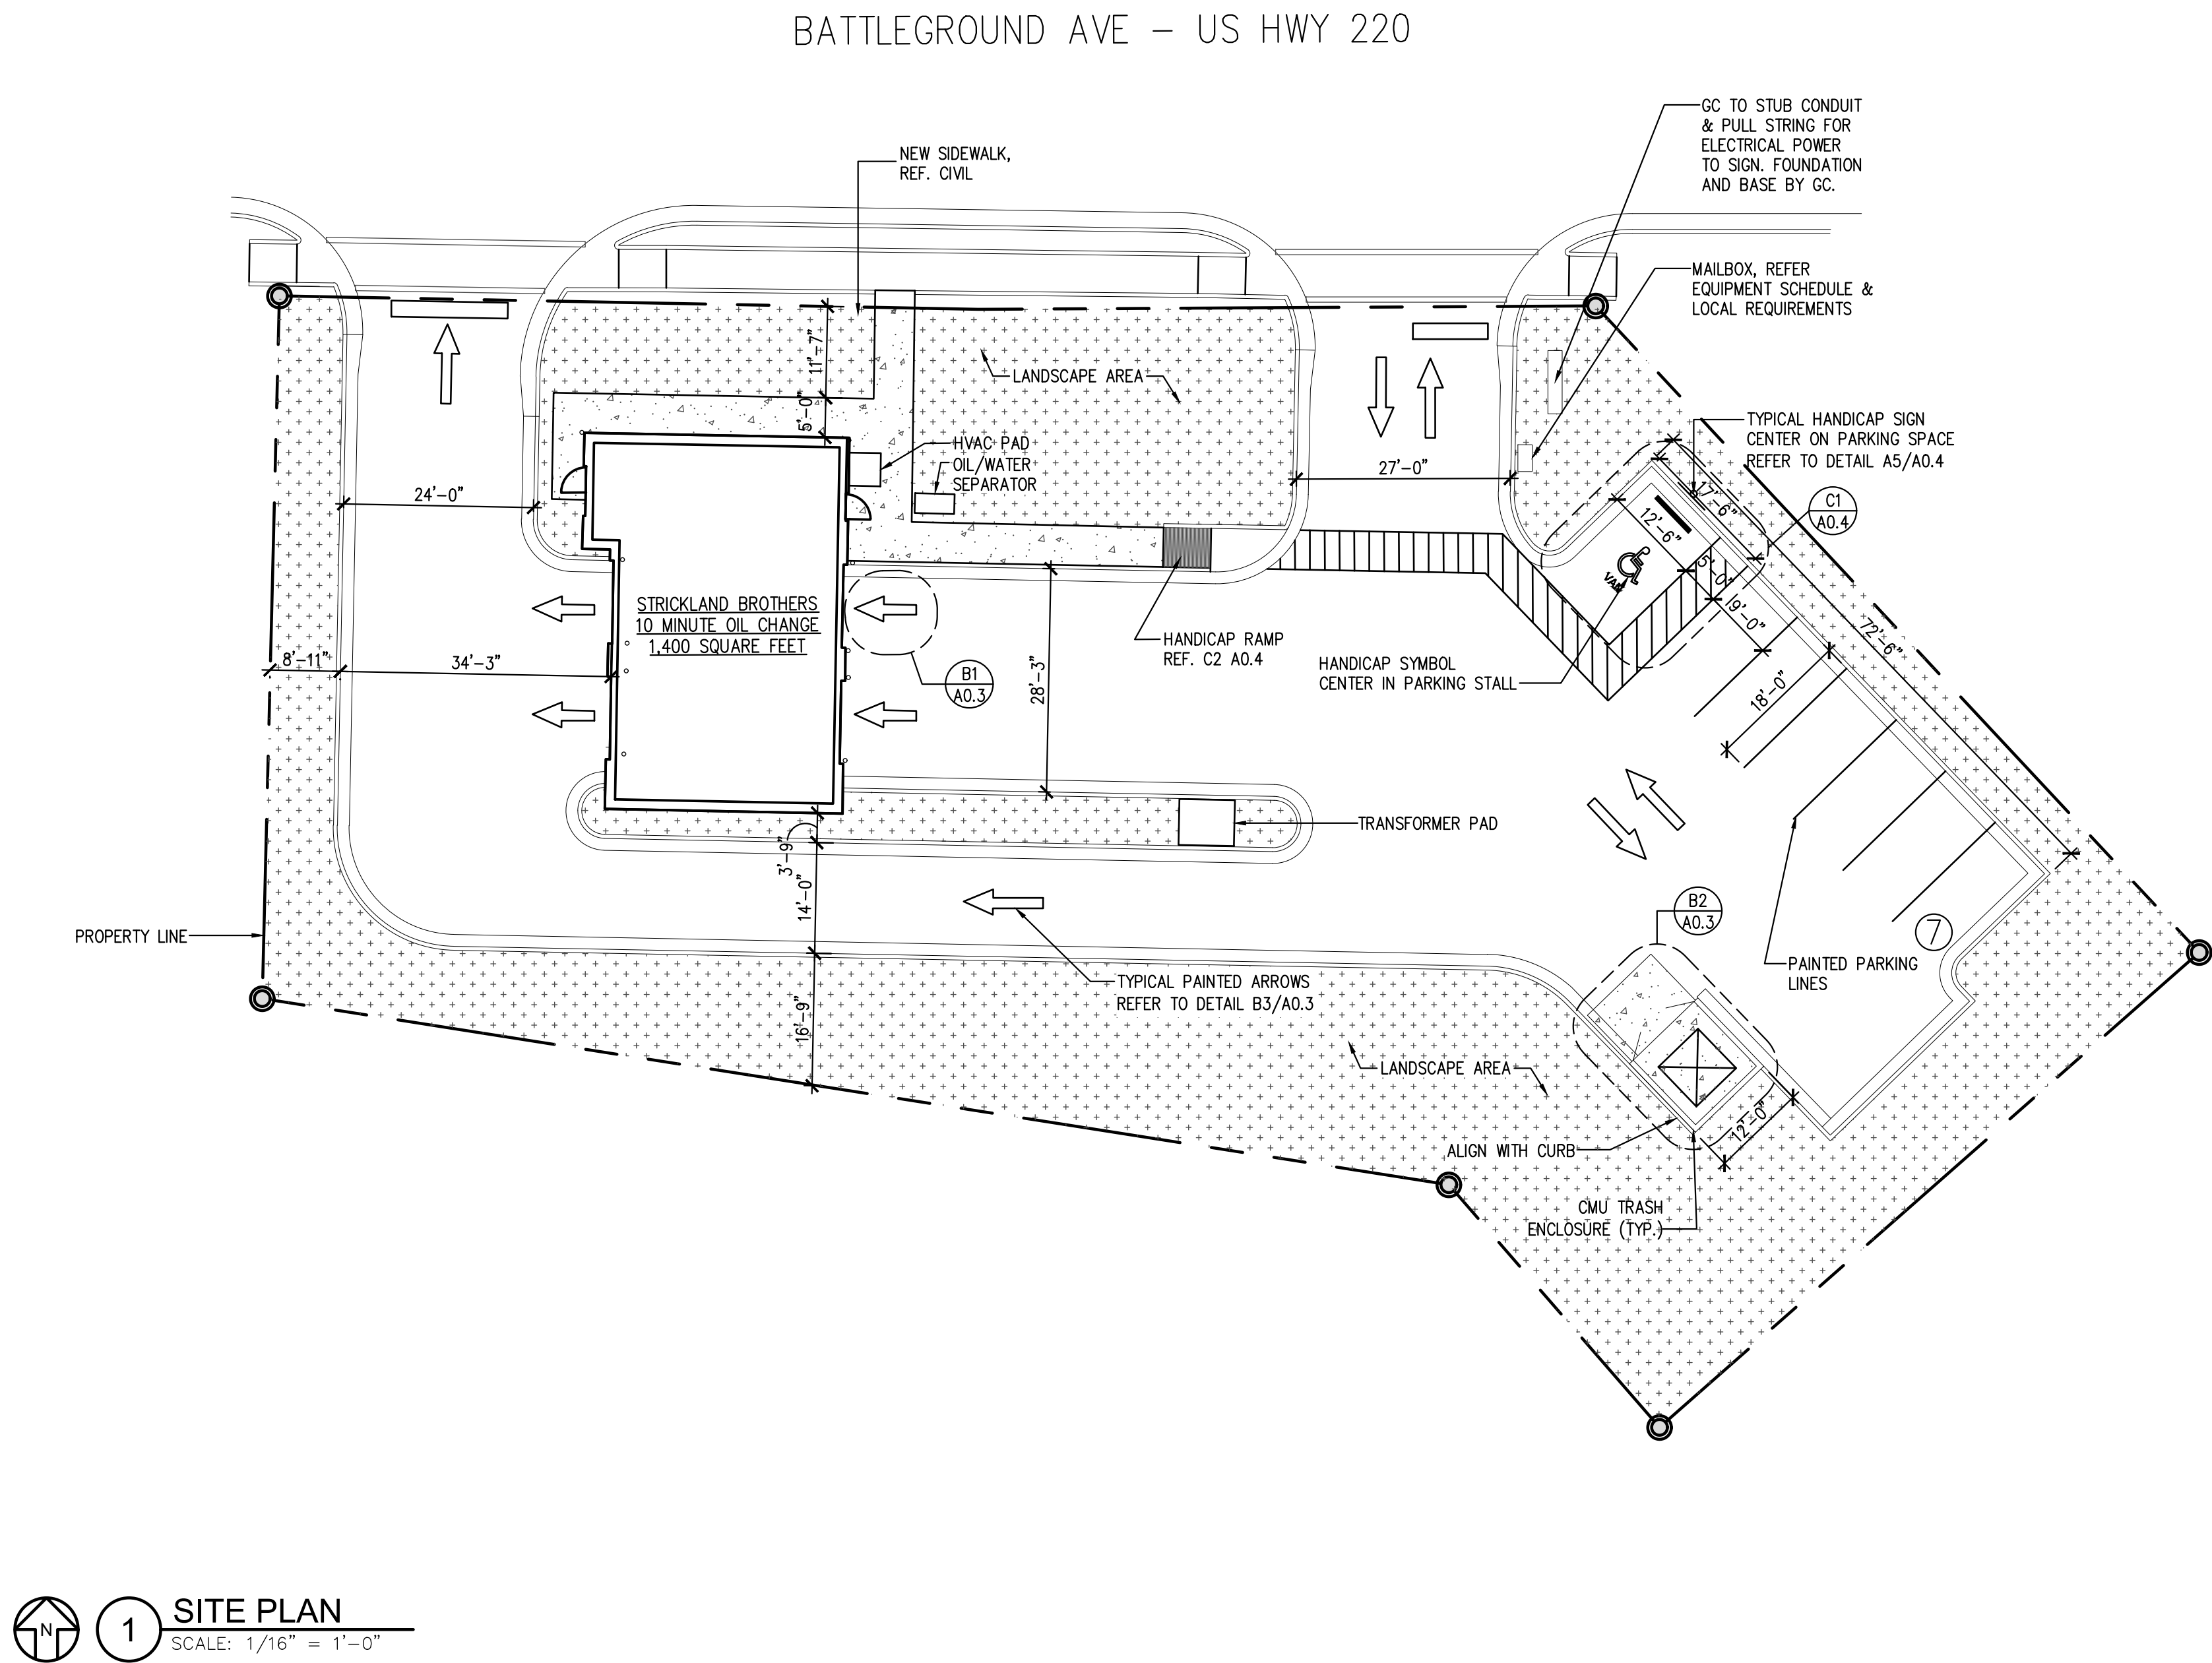 BATTLEGROUND AVE - US HWY 220
GC TO STUB CONDUIT
& PULL STRING FOR
ELECTRICAL POWER
TO SIGN. FOUNDATION
AND BASE BY GC.
NEW SIDEWALK,
REF. CIVIL
MAILBOX, REFER
EQUIPMENT SCHEDULE &
LOCAL REQUIREMENTS
11'-7"
LANDSCAPE AREA
5'-0"
TYPICAL HANDICAP SIGN
CENTER ON PARKING SPACE
REFER TO DETAIL A5/A0.4
HVAC PAD
OIL/WATER
SEPARATOR
24'-0"
27'-0"
17'-6"
12'-6"
C1
A0.4
5'-0"
VAN
9'-0"
STRICKLAND BROTHERS
10 MINUTE OIL CHANGE
1,400 SQUARE FEET
HANDICAP RAMP
REF. C2 A0.4
72'-6"
8'-11"
34'-3"
B1
A0.3
28'-3"
HANDICAP SYMBOL
CENTER IN PARKING STALL
18'-0"
TRANSFORMER PAD
3'-9"
14'-0"
B2
A0.3
7
PROPERTY LINE
PAINTED PARKING
LINES
TYPICAL PAINTED ARROWS
REFER TO DETAIL B3/A0.3
16'-9"
LANDSCAPE AREA
12'-0"
ALIGN WITH CURB
CMU TRASH
ENCLOSURE (TYP.)
N
1
SITE PLAN
SCALE: 1/16" = 1'-0"